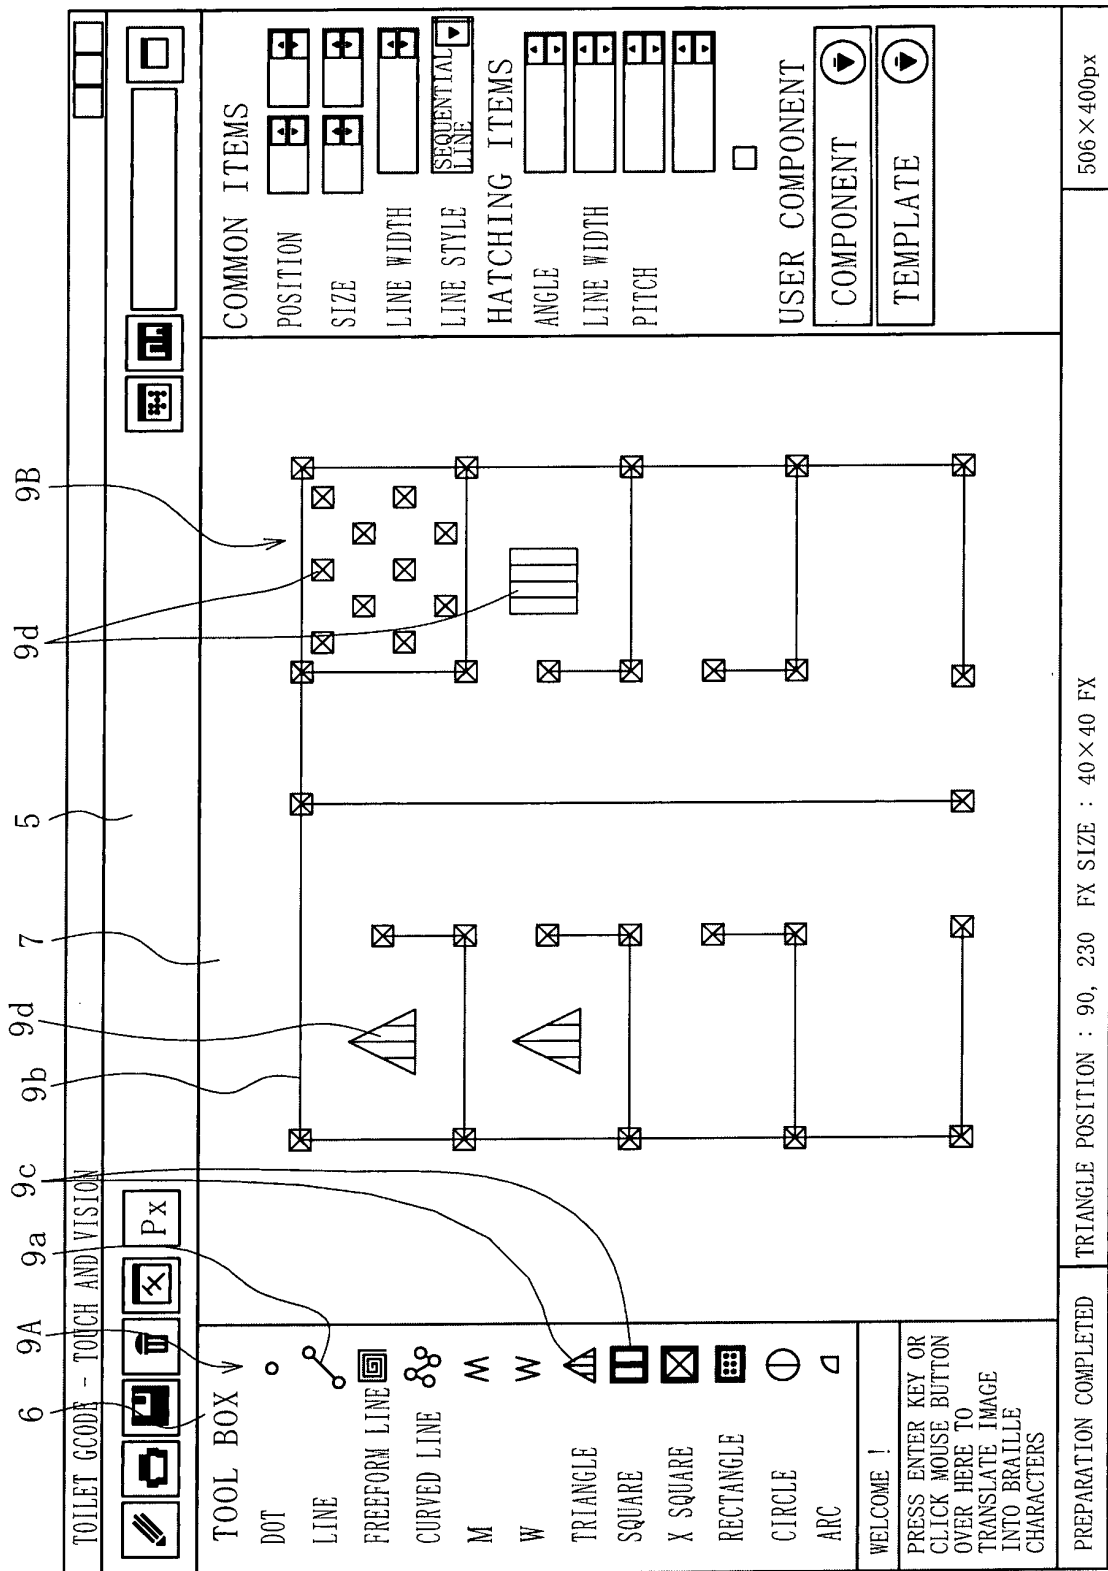 6
9A
9a
9c
9b
9d
7
5
9d
9B
TOILET GCODE - TOUCH AND VISION
Px
TOOL BOX
DOT
LINE
FREEFORM LINE
CURVED LINE
M
W
TRIANGLE
SQUARE
X SQUARE
RECTANGLE
CIRCLE
ARC
WELCOME !
PRESS ENTER KEY OR
CLICK MOUSE BUTTON
OVER HERE TO
TRANSLATE IMAGE
INTO BRAILLE
CHARACTERS
COMMON ITEMS
POSITION
SIZE
LINE WIDTH
LINE STYLE
SEQUENTIAL
LINE
HATCHING ITEMS
ANGLE
LINE WIDTH
PITCH
USER COMPONENT
COMPONENT
TEMPLATE
PREPARATION COMPLETED
TRIANGLE POSITION : 90, 230 FX SIZE : 40×40 FX
506×400px